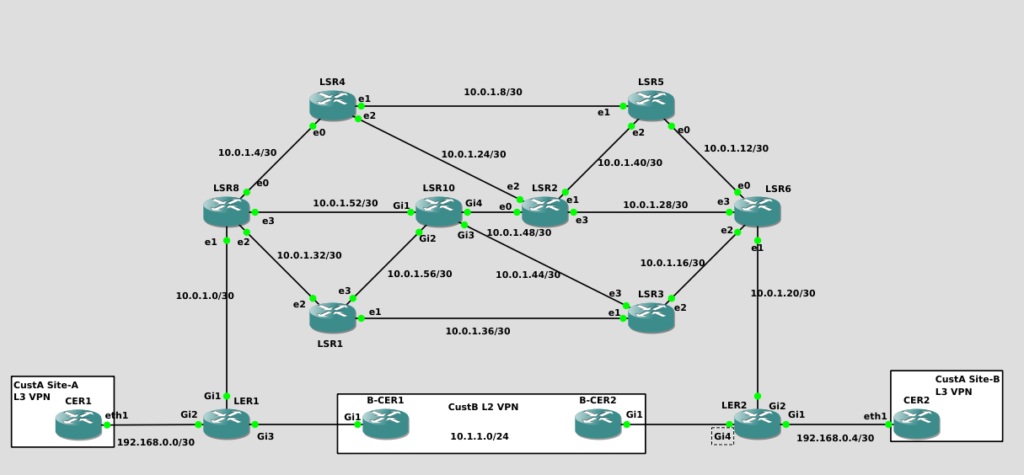 LSR4
LSR5
e1
10.0.1.8/30
e1
e2
e0
e2
e0
10.0.1.4/30
10.0.1.24/30
10.0.1.40/30
10.0.1.12/30
LSR8
e0
LSR10
e2
LSR2
e0
LSR6
e3
10.0.1.52/30
Gi1
Gi4
e0
e1
e3
10.0.1.28/30
e3
e1
e2
Gi2
Gi3
10.0.1.48/30
e2
e1
10.0.1.32/30
10.0.1.56/30
10.0.1.44/30
10.0.1.16/30
10.0.1.0/30
e2
e3
e3
LSR3
10.0.1.20/30
e1
e1
e2
10.0.1.36/30
LSR1
CustA Site-A
L3 VPN
CER1
eth1
192.168.0.0/30
Gi2
Gi1
LER1
Gi3
Gi1
B-CER1
CustB L2 VPN
10.1.1.0/24
B-CER2
Gi1
LER2
Gi2
Gi1
Gi4
192.168.0.4/30
eth1
CustA Site-B
L3 VPN
CER2